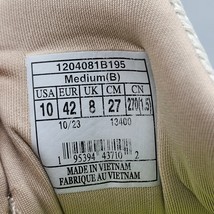 1204081B195
Medium(B)
USA EUR UK CM CN
10 42 8 27 270(1.5)
10/23 13400
95394 43710 2
MADE IN VIETNAM
FABRIQUE AU VIETNAM